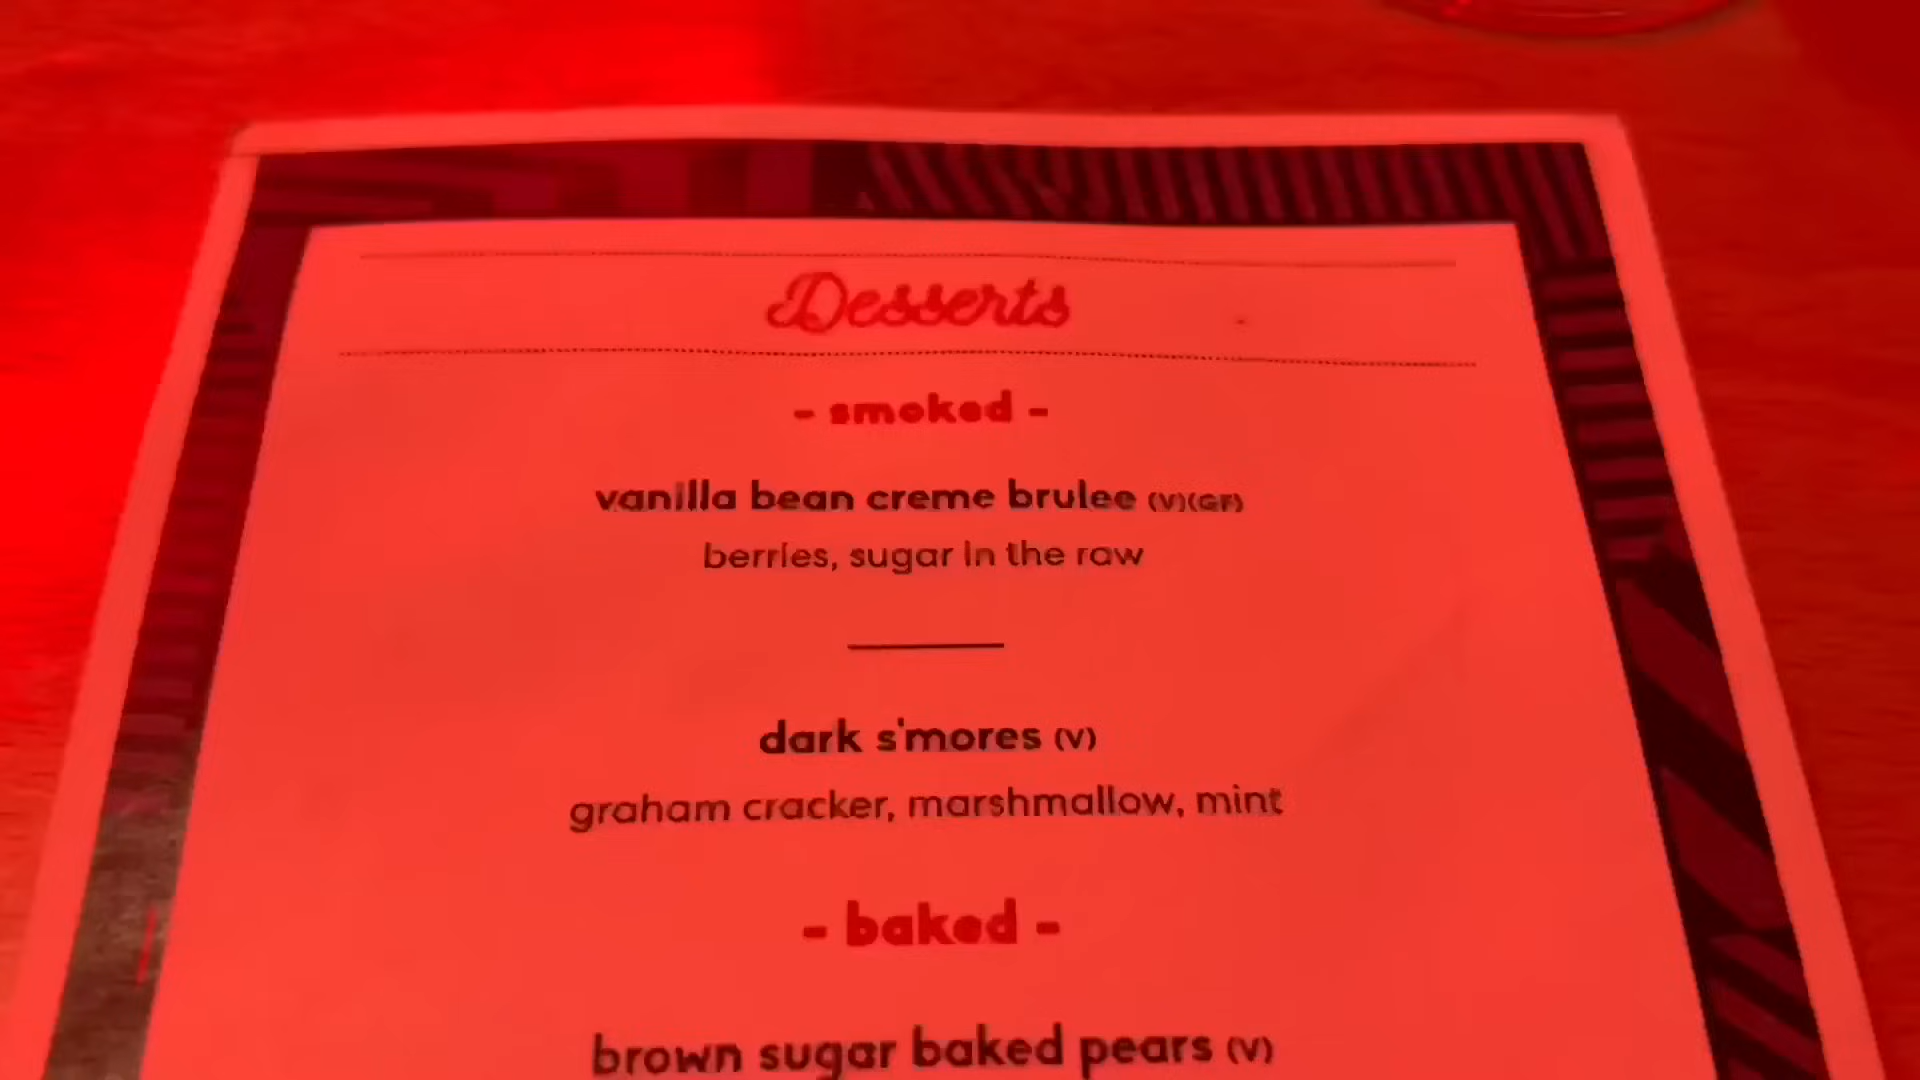 Desserts
- smoked -
vanilla bean creme brulee (V)(GF)
berries, sugar in the raw
dark s'mores (V)
graham cracker, marshmallow, mint
- baked -
brown sugar baked pears (V)